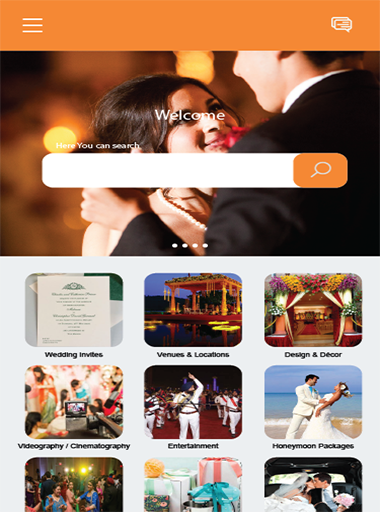 Welcome
Here You can search.
Wedding Invites
Venues & Locations
Design & Décor
Videography / Cinematography
Entertainment
Honeymoon Packages